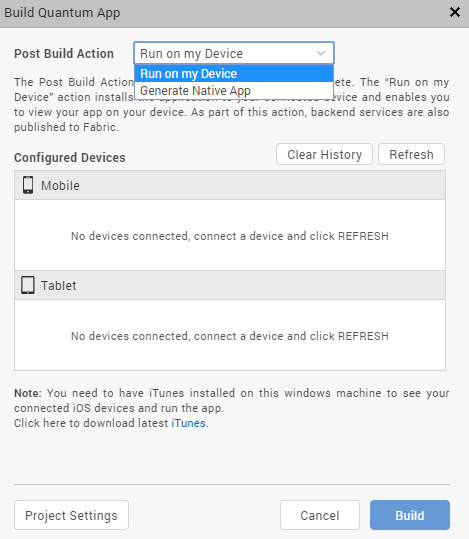 Build Quantum App
Post Build Action Run on my Device
Run on my Device
Generate Native App
The Post Build Action ete. The “Run on my
Device” action installs the application to your connected device and enables you
to view your app on your device. As part of this action, backend services are also
published to Fabric.
Configured Devices Clear History Refresh
Mobile
No devices connected, connect a device and click REFRESH
Tablet
No devices connected, connect a device and click REFRESH
Note: You need to have iTunes installed on this windows machine to see your
connected iOS devices and run the app.
Click here to download latest iTunes.
Project Settings Cancel Build